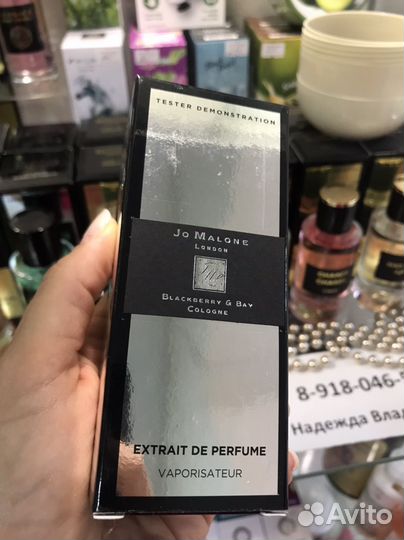 TESTER DEMONSTRATION
JO MALONE
LONDON
BLACKBERRY & BAY
COLOGNE
EXTRAIT DE PERFUME
VAPORISATEUR
8-918-046-
Надежда Влад
Avito